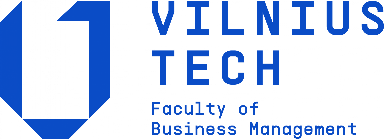 VILNIUS
TECH
Faculty of
Business Management